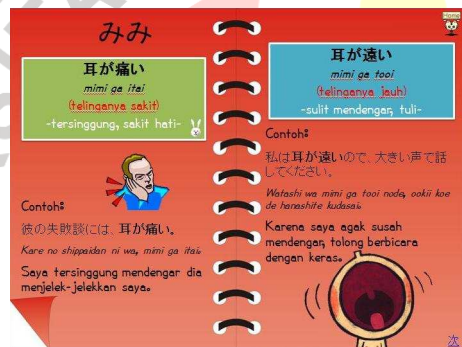 みみ
耳が痛い
mimi ga itai
(telinganya sakit)
-tersinggung, sakit hati-
Contoh:
彼の失敗談には、耳が痛い。
Kare no shippaidan ni wa, mimi ga itai.
Saya tersinggung mendengar dia
menjelek-jelekkan saya.
Home
耳が遠い
mimi ga tooi
(telinganya jauh)
-sulit mendengar, tuli-
Contoh:
私は耳が遠いので、大きい声で話
してください。
Watashi wa mimi ga tooi node, ookii koe
de hanashite kudasai.
Karena saya agak susah
mendengar, tolong berbicara
dengan keras.
次